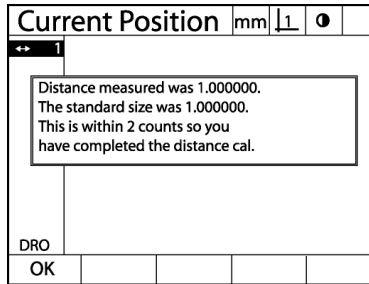 Current Position mm 1
1
Distance measured was 1.000000.
The standard size was 1.000000.
This is within 2 counts so you
have completed the distance cal.
DRO
OK